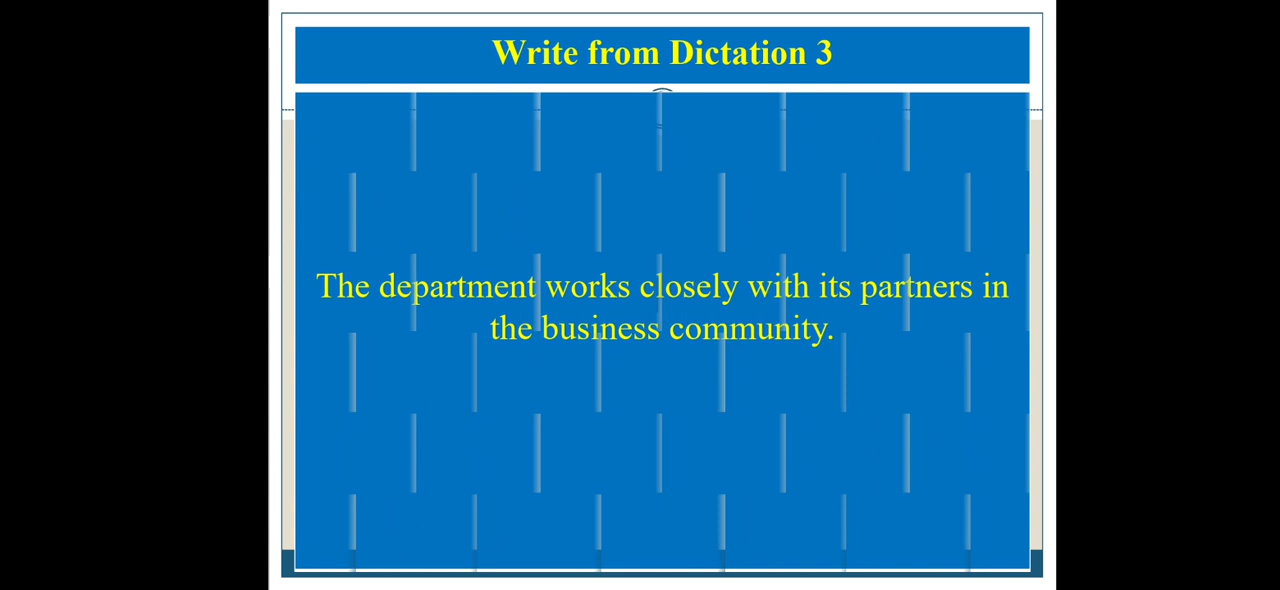 Write from Dictation 3
The department works closely with its partners in
the business community.